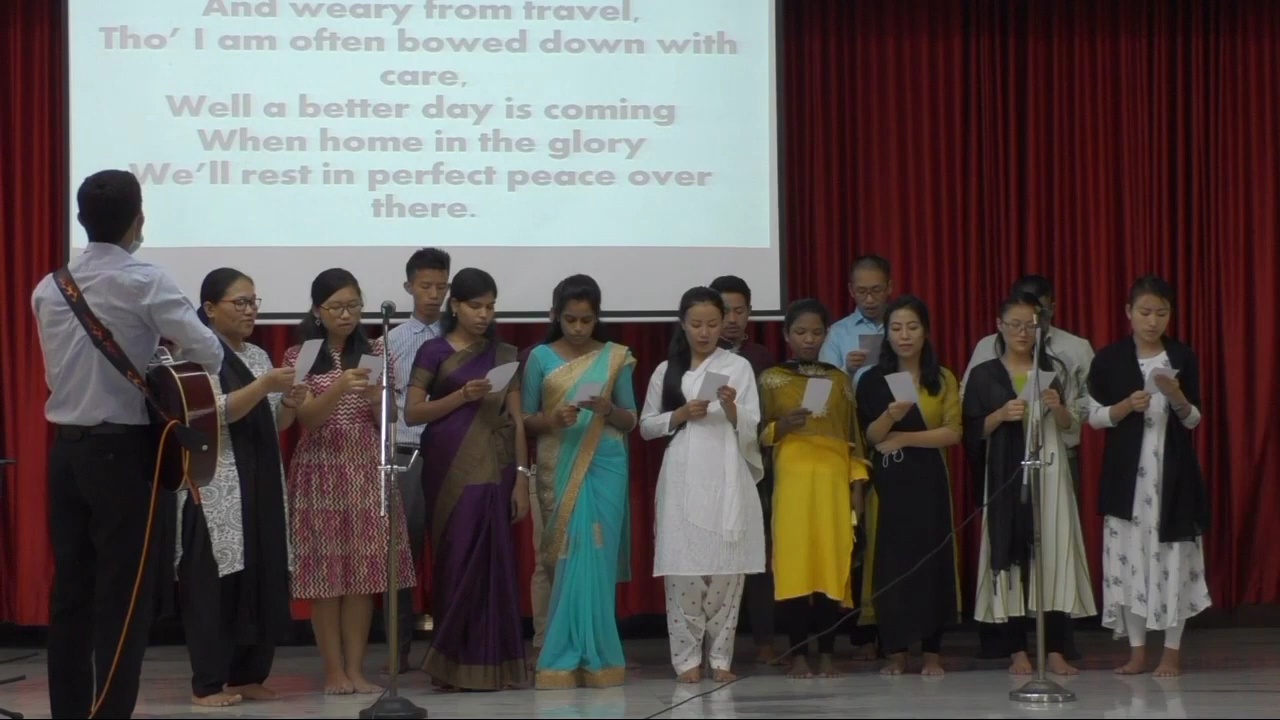 And weary from travel,
Tho' I am often bowed down with
care,
Well a better day is coming
When home in the glory
We'll rest in perfect peace over
there.